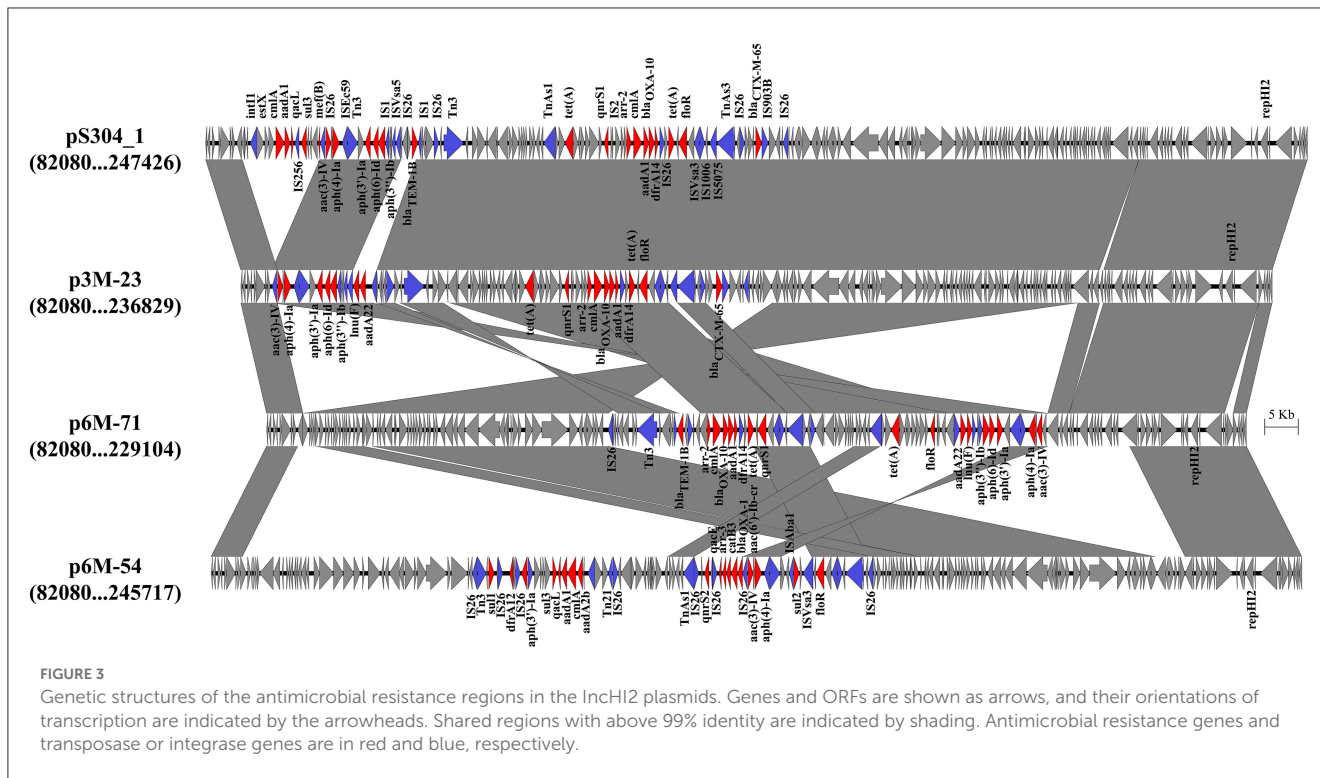 intI1
estX
cmlA
aadA1
qacL
sul3
mef(B)
IS26
ISEc59
Tn3
IS1
ISVsa5
IS26
IS1
IS26
Tn3
TnAs1
tet(A)
qnrS1
IS2
arr-2
cmlA
blaOXA-10
tet(A)
floR
TnAs3
IS26
blaCTX-M-65
IS903B
IS26
repHI2
pS304_1
(82080...247426)
IS256
aac(3)-IV
aph(4)-Ia
aph(3')-Ia
aph(6)-Id
aph(3'')-Ib
blaTEM-1B
aadA1
dfrA14
IS26
ISVsa3
IS1006
IS5075
tet(A)
floR
repHI2
p3M-23
(82080...236829)
aac(3)-IV
aph(4)-Ia
aph(3')-Ia
aph(6)-Id
aph(3'')-Ib
lnu(F)
aadA22
tet(A)
qnrS1
arr-2
cmlA
blaOXA-10
aadA1
dfrA14
blaCTX-M-65
p6M-71
(82080...229104)
5 Kb
IS26
Tn3
blaTEM-1B
arr-2
cmlA
blaOXA-10
aadA1
dfrA14
tet(A)
qnrS1
tet(A)
floR
aadA22
lnu(F)
aph(3'')-Ib
aph(6)-Id
aph(3')-Ia
aph(4)-Ia
aac(3)-IV
repHI2
qacE
arr-3
catB3
blaOXA-1
aac(6')-Ib-cr
ISAba1
p6M-54
(82080...245717)
IS26
Tn3
sul1
IS26
dfrA12
IS26
aph(3')-Ia
sul3
qacL
aadA1
cmlA
aadA2b
Tn21
IS26
TnAs1
IS26
qnrS2
IS26
IS26
aac(3)-IV
aph(4)-Ia
sul2
ISVsa3
floR
IS26
repHI2
FIGURE 3
Genetic structures of the antimicrobial resistance regions in the IncHI2 plasmids. Genes and ORFs are shown as arrows, and their orientations of
transcription are indicated by the arrowheads. Shared regions with above 99% identity are indicated by shading. Antimicrobial resistance genes and
transposase or integrase genes are in red and blue, respectively.